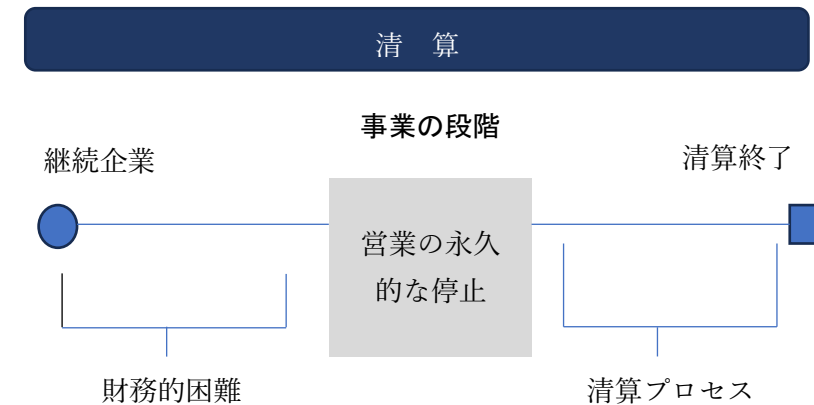 清　算
事業の段階
継続企業
清算終了
営業の永久
的な停止
財務的困難
清算プロセス